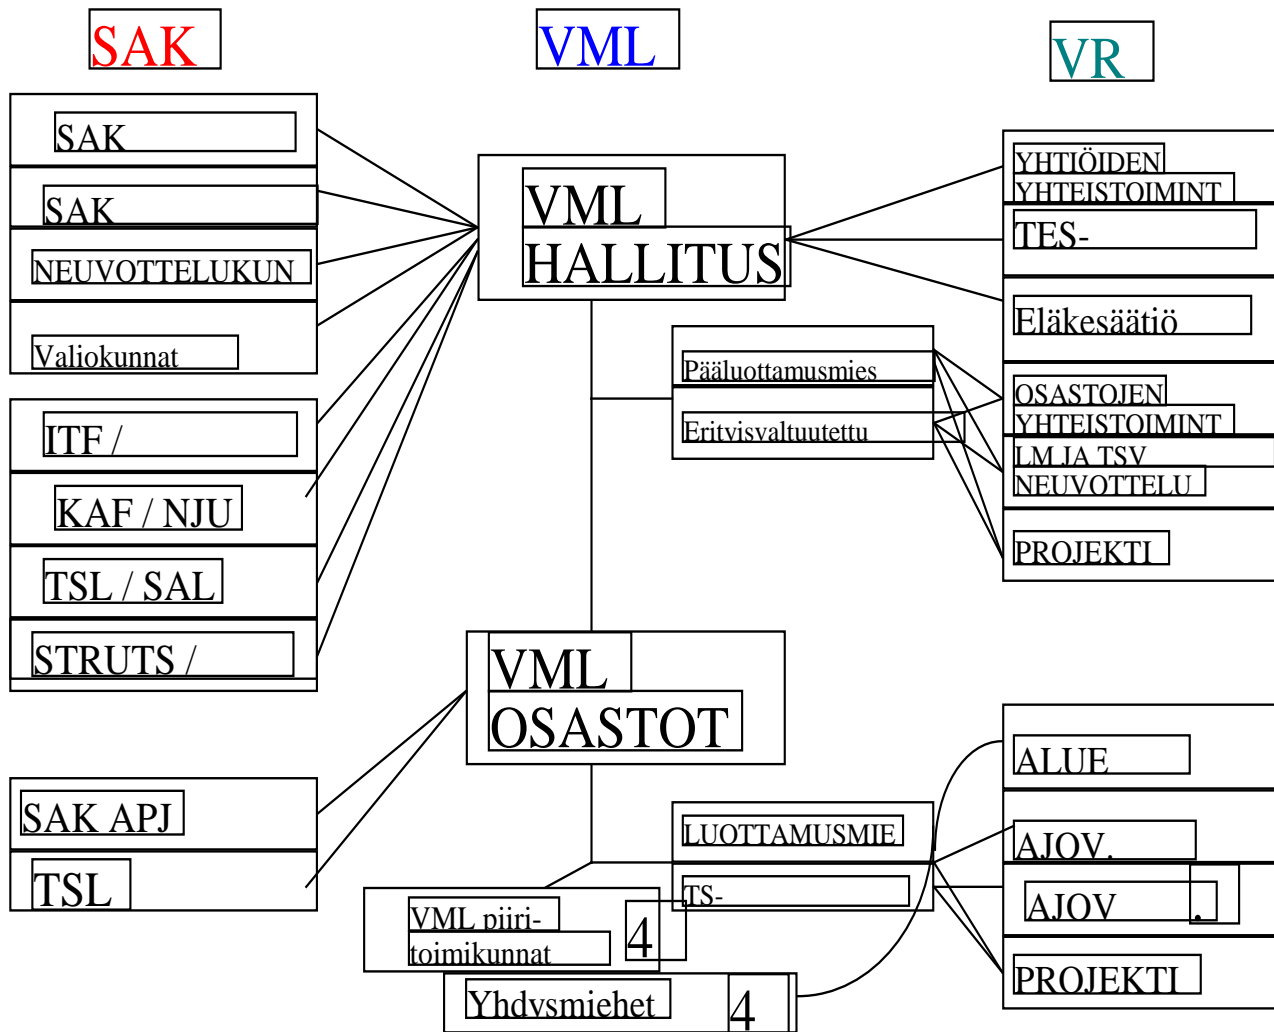 SAK
VML
VR
SAK
SAK
NEUVOTTELUKUN
Valiokunnat
ITF /
KAF / NJU
TSL / SAL
STRUTS /
SAK APJ
TSL
VML
HALLITUS
Pääluottamusmies
Erityisvaltuutettu
VML
OSASTOT
LUOTTAMUSMIE
TS-
VML piiri-
toimikunnat 4
Yhdysmiehet 4
YHTIÖIDEN
YHTEISTOIMINT
TES-
Eläkesäätiö
OSASTOJEN
YHTEISTOIMINT
LM JA TSV
NEUVOTTELU
PROJEKTI
ALUE
AJOV.
AJOV .
PROJEKTI